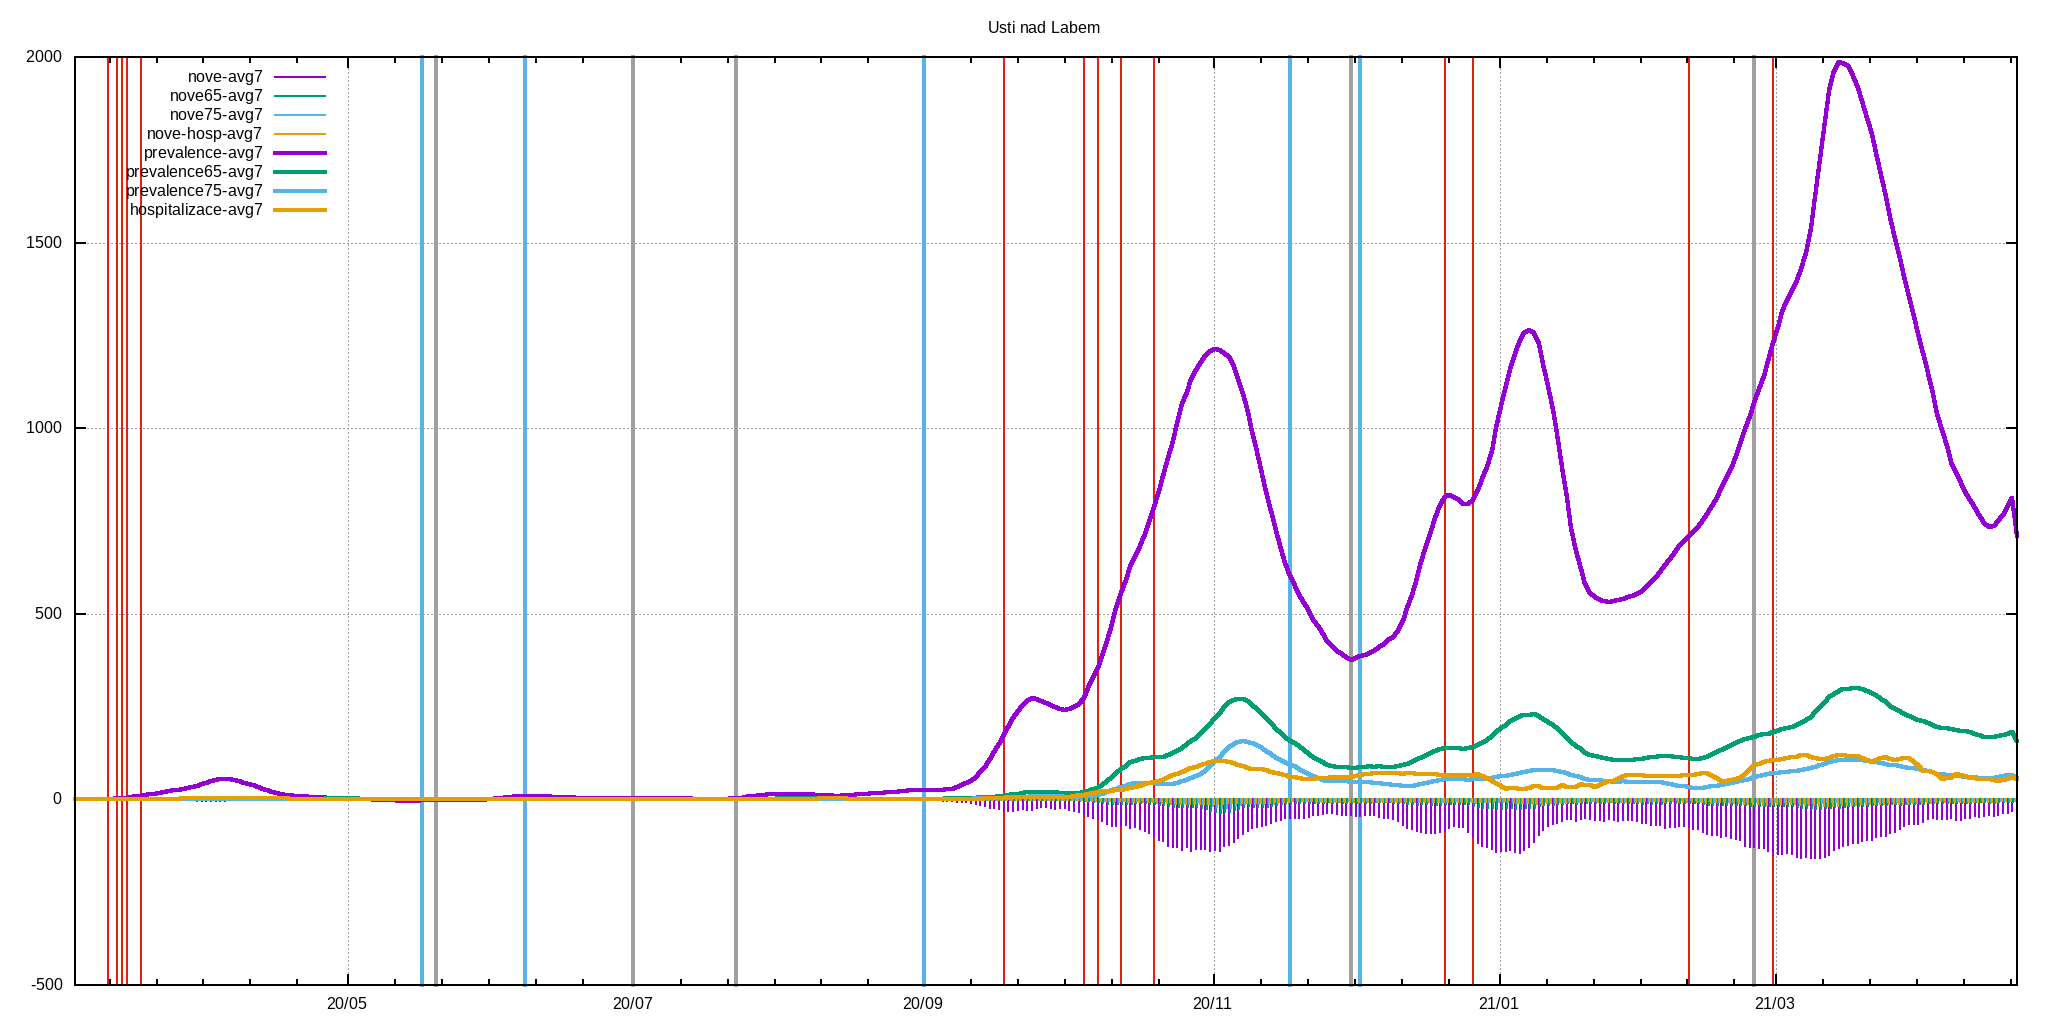 Usti nad Labem
2000
1500
1000
500
0
-500
nove-avg7
nove65-avg7
nove75-avg7
nove-hosp-avg7
prevalence-avg7
prevalence65-avg7
prevalence75-avg7
hospitalizace-avg7
20/05
20/07
20/09
20/11
21/01
21/03